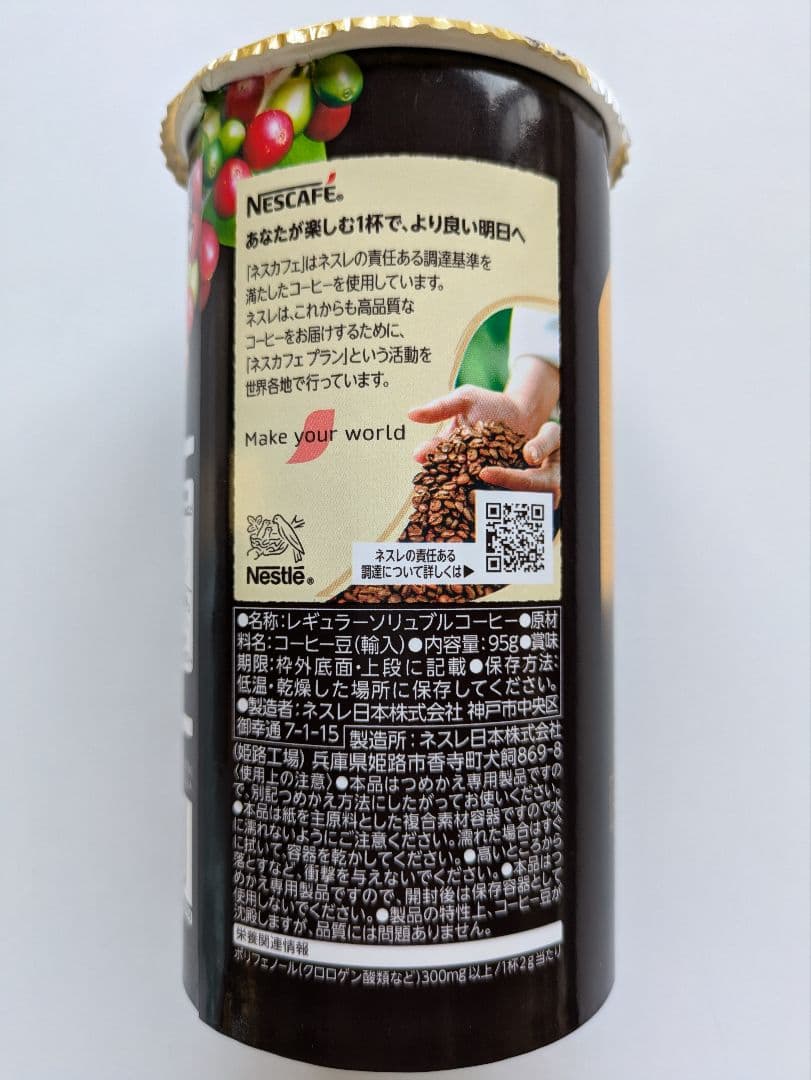 NESCAFÉ®
あなたが楽しむ1杯で、より良い明日へ
「ネスカフェ」はネスレの責任ある調達基準を
満たしたコーヒーを使用しています。
ネスレは、これからも高品質な
コーヒーをお届けするために、
「ネスカフェ プラン」という活動を
世界各地で行っています。
Make your world
Nestlé®
ネスレの責任ある
調達について詳しくは▶
●名称:レギュラーソリュブルコーヒー●原材
料名:コーヒー豆(輸入)●内容量:95g●賞味
期限:枠外底面・上段に記載●保存方法:
低温・乾燥した場所に保存してください。
●製造者:ネスレ日本株式会社 神戸市中央区
御幸通7-1-15 製造所:ネスレ日本株式会社
(姫路工場) 兵庫県姫路市香寺町犬飼869-8
〈使用上の注意〉●本品はつめかえ専用製品ですの
で、別記つめかえ方法にしたがってお使いください。
●本品は紙を主原料とした複合素材容器ですので水
に濡れないようにご注意ください。濡れた場合はすぐ
に拭いて、容器を乾かしてください。●高いところから
落とすなど、衝撃を与えないでください。●本品はつ
めかえ専用製品ですので、開封後は保存容器として
使用しないでください。●製品の特性上、コーヒー豆が
沈殿しますが、品質には問題ありません。
栄養関連情報
ポリフェノール(クロロゲン酸類など)300mg以上/1杯2g当たり